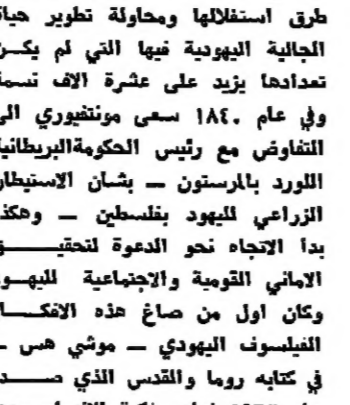 طرق استغلالها ومحاولة تطوير حياة
الجالية اليهودية فيها التي لم يكن
تعدادها يزيد على عشرة الاف نسمة
وفي عام ١٨٤٠ سعى مونتفيوري الى
التفاوض مع رئيس الحكومة البريطانية
اللورد بالمرستون — بشأن الاستيطان
الزراعي لليهود بفلسطين — وهكذا
بدأ الاتجاه نحو الدعوة لتحقيق
الاماني القومية والاجتماعية لليهود
وكان اول من صاغ هذه الافكار
الفيلسوف اليهودي — موشي هس —
في كتابه روما والقدس الذي صدر